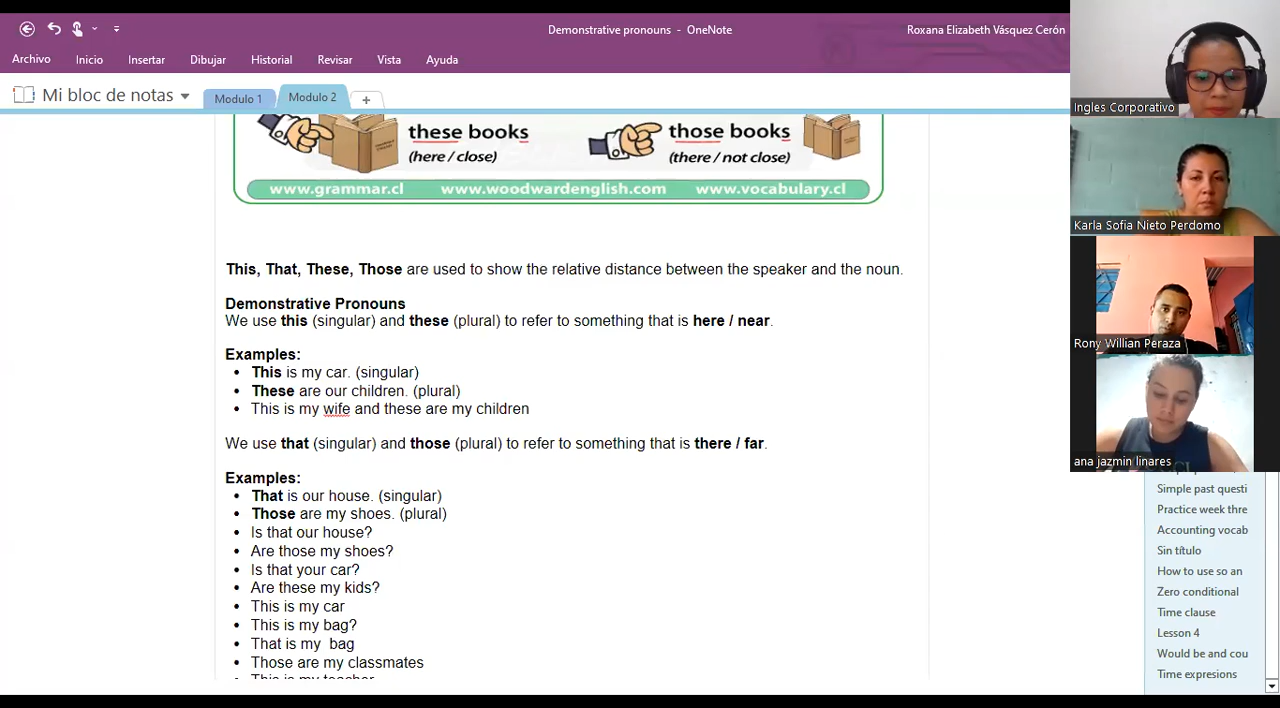 Demonstrative pronouns - OneNote
Roxana Elizabeth Vásquez Cerón
Archivo Inicio Insertar Dibujar Historial Revisar Vista Ayuda
Mi bloc de notas Modulo 1 Modulo 2 +
these books those books
(here / close) (there / not close)
www.grammar.cl www.woodwardenglish.com www.vocabulary.cl
This, That, These, Those are used to show the relative distance between the speaker and the noun.
Demonstrative Pronouns
We use this (singular) and these (plural) to refer to something that is here / near.
Examples:
• This is my car. (singular)
• These are our children. (plural)
• This is my wife and these are my children
We use that (singular) and those (plural) to refer to something that is there / far.
Examples:
• That is our house. (singular)
• Those are my shoes. (plural)
• Is that our house?
• Are those my shoes?
• Is that your car?
• Are these my kids?
• This is my car
• This is my bag?
• That is my  bag
• Those are my classmates
This is my teacher
Ingles Corporativo
Karla Sofia Nieto Perdomo
Rony Willian Peraza
ana jazmin linares
Simple past questi
Practice week thre
Accounting vocab
Sin título
How to use so an
Zero conditional
Time clause
Lesson 4
Would be and cou
Time expresions